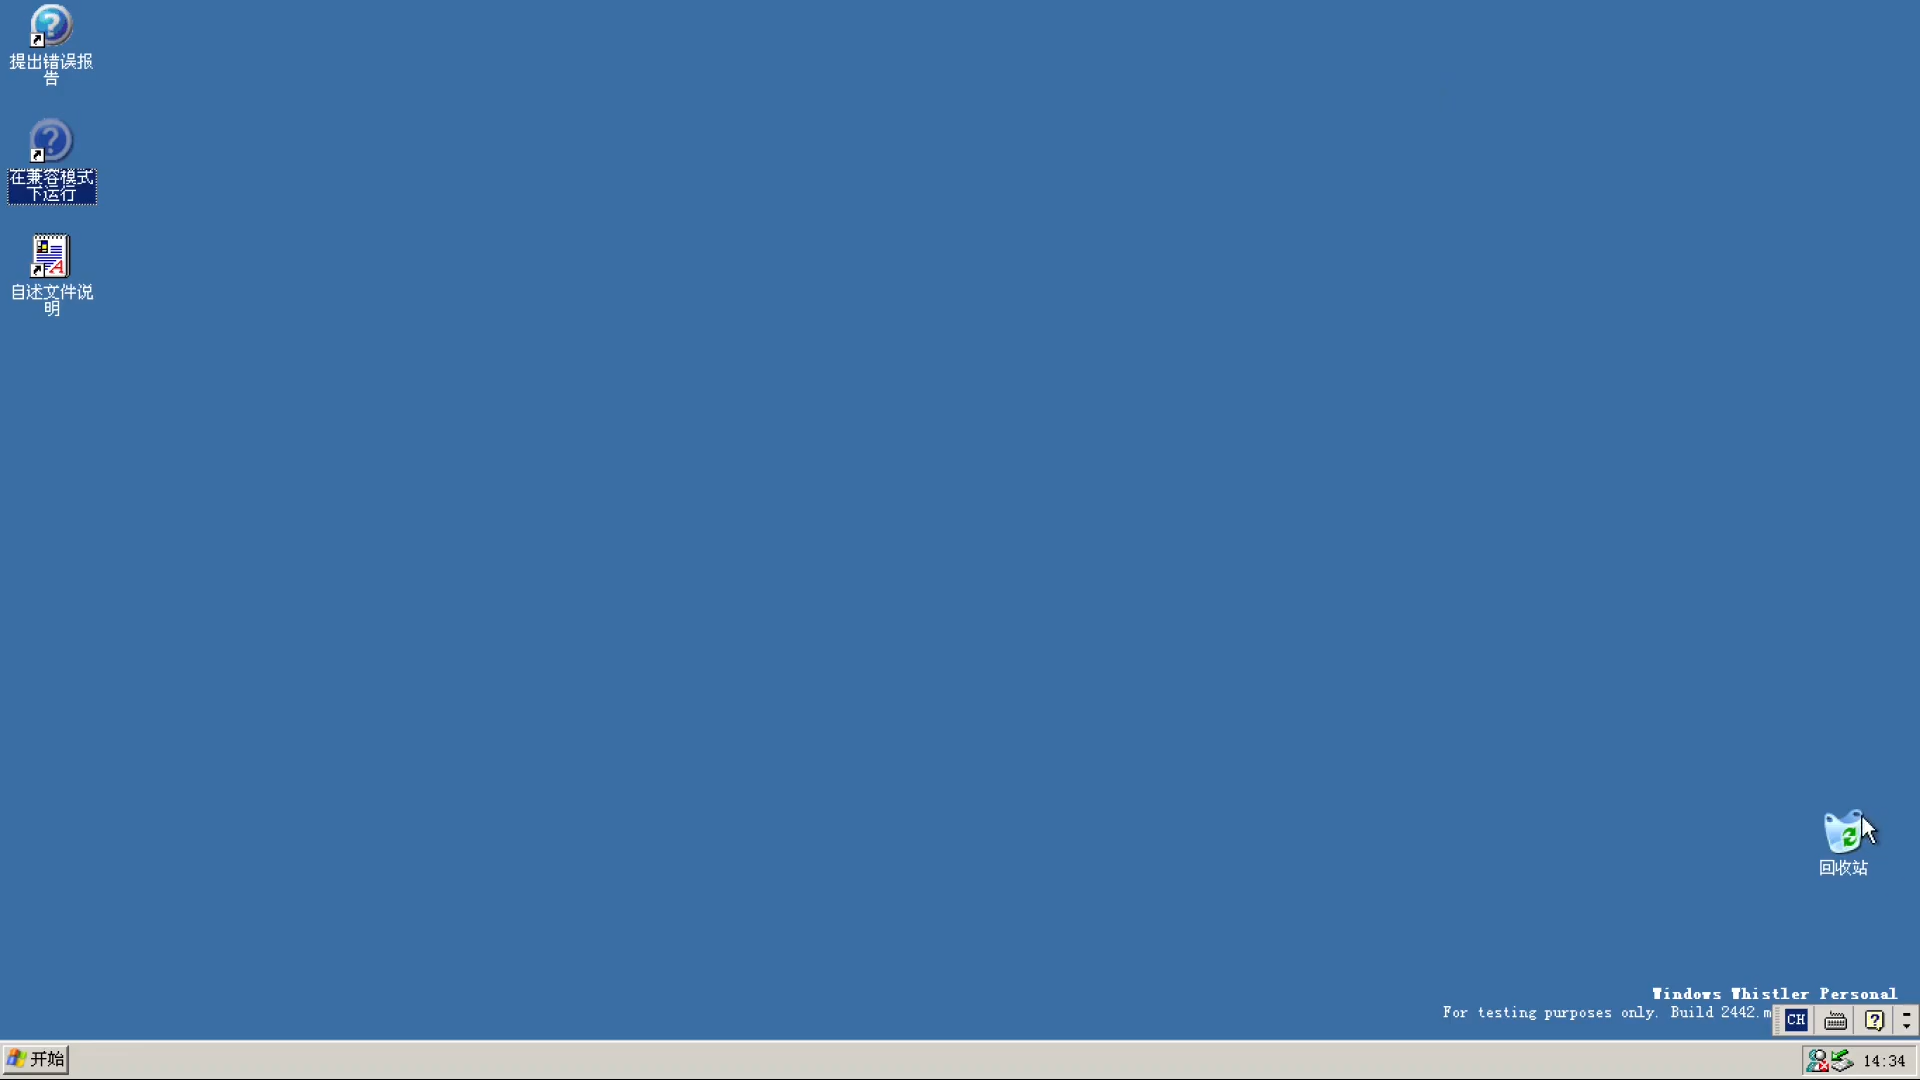 提出错误报
告
在兼容模式
下运行
自述文件说
明
回收站
Windows Whistler Personal
For testing purposes only. Build 2442.m
CH
开始
14:34